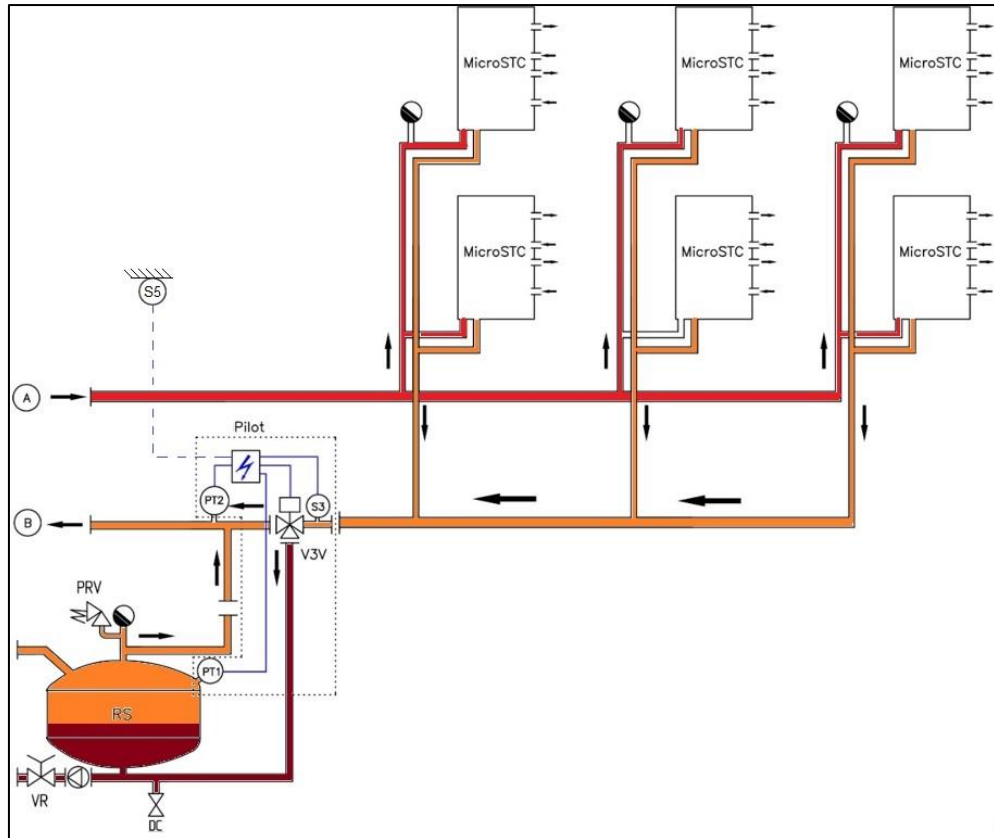 MicroSTC
MicroSTC
MicroSTC
MicroSTC
MicroSTC
MicroSTC
S5
A
Pilot
PT2
S3
B
V3V
PRV
PT1
RS
VR
DC